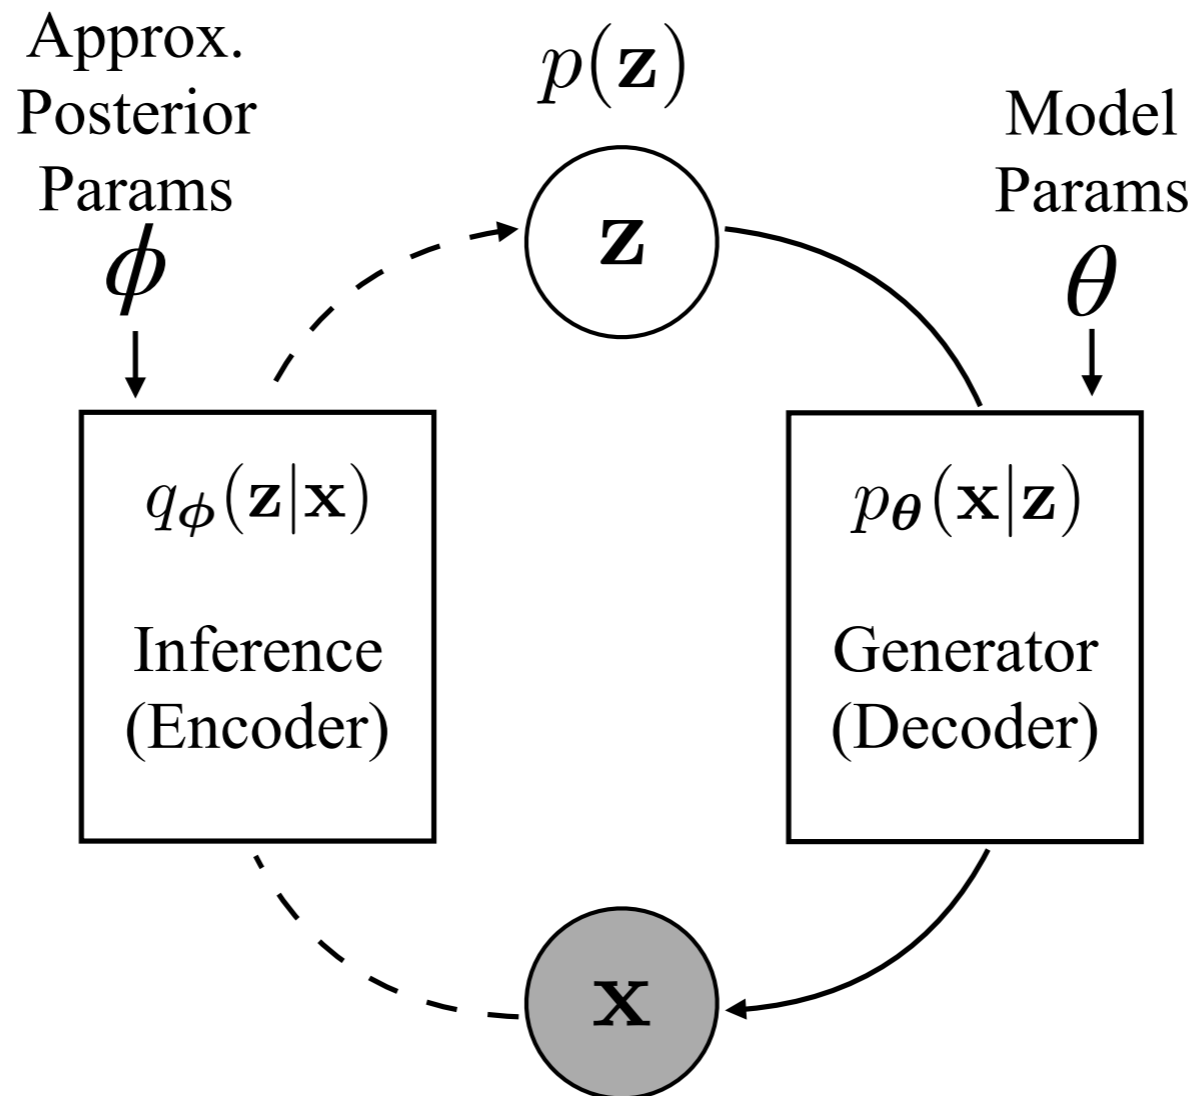 Approx.
Posterior
Params
ϕ
p(𝐳)
𝐳
Model
Params
θ
q_ϕ(𝐳|𝐱)
Inference
(Encoder)
p_θ(𝐱|𝐳)
Generator
(Decoder)
𝐱